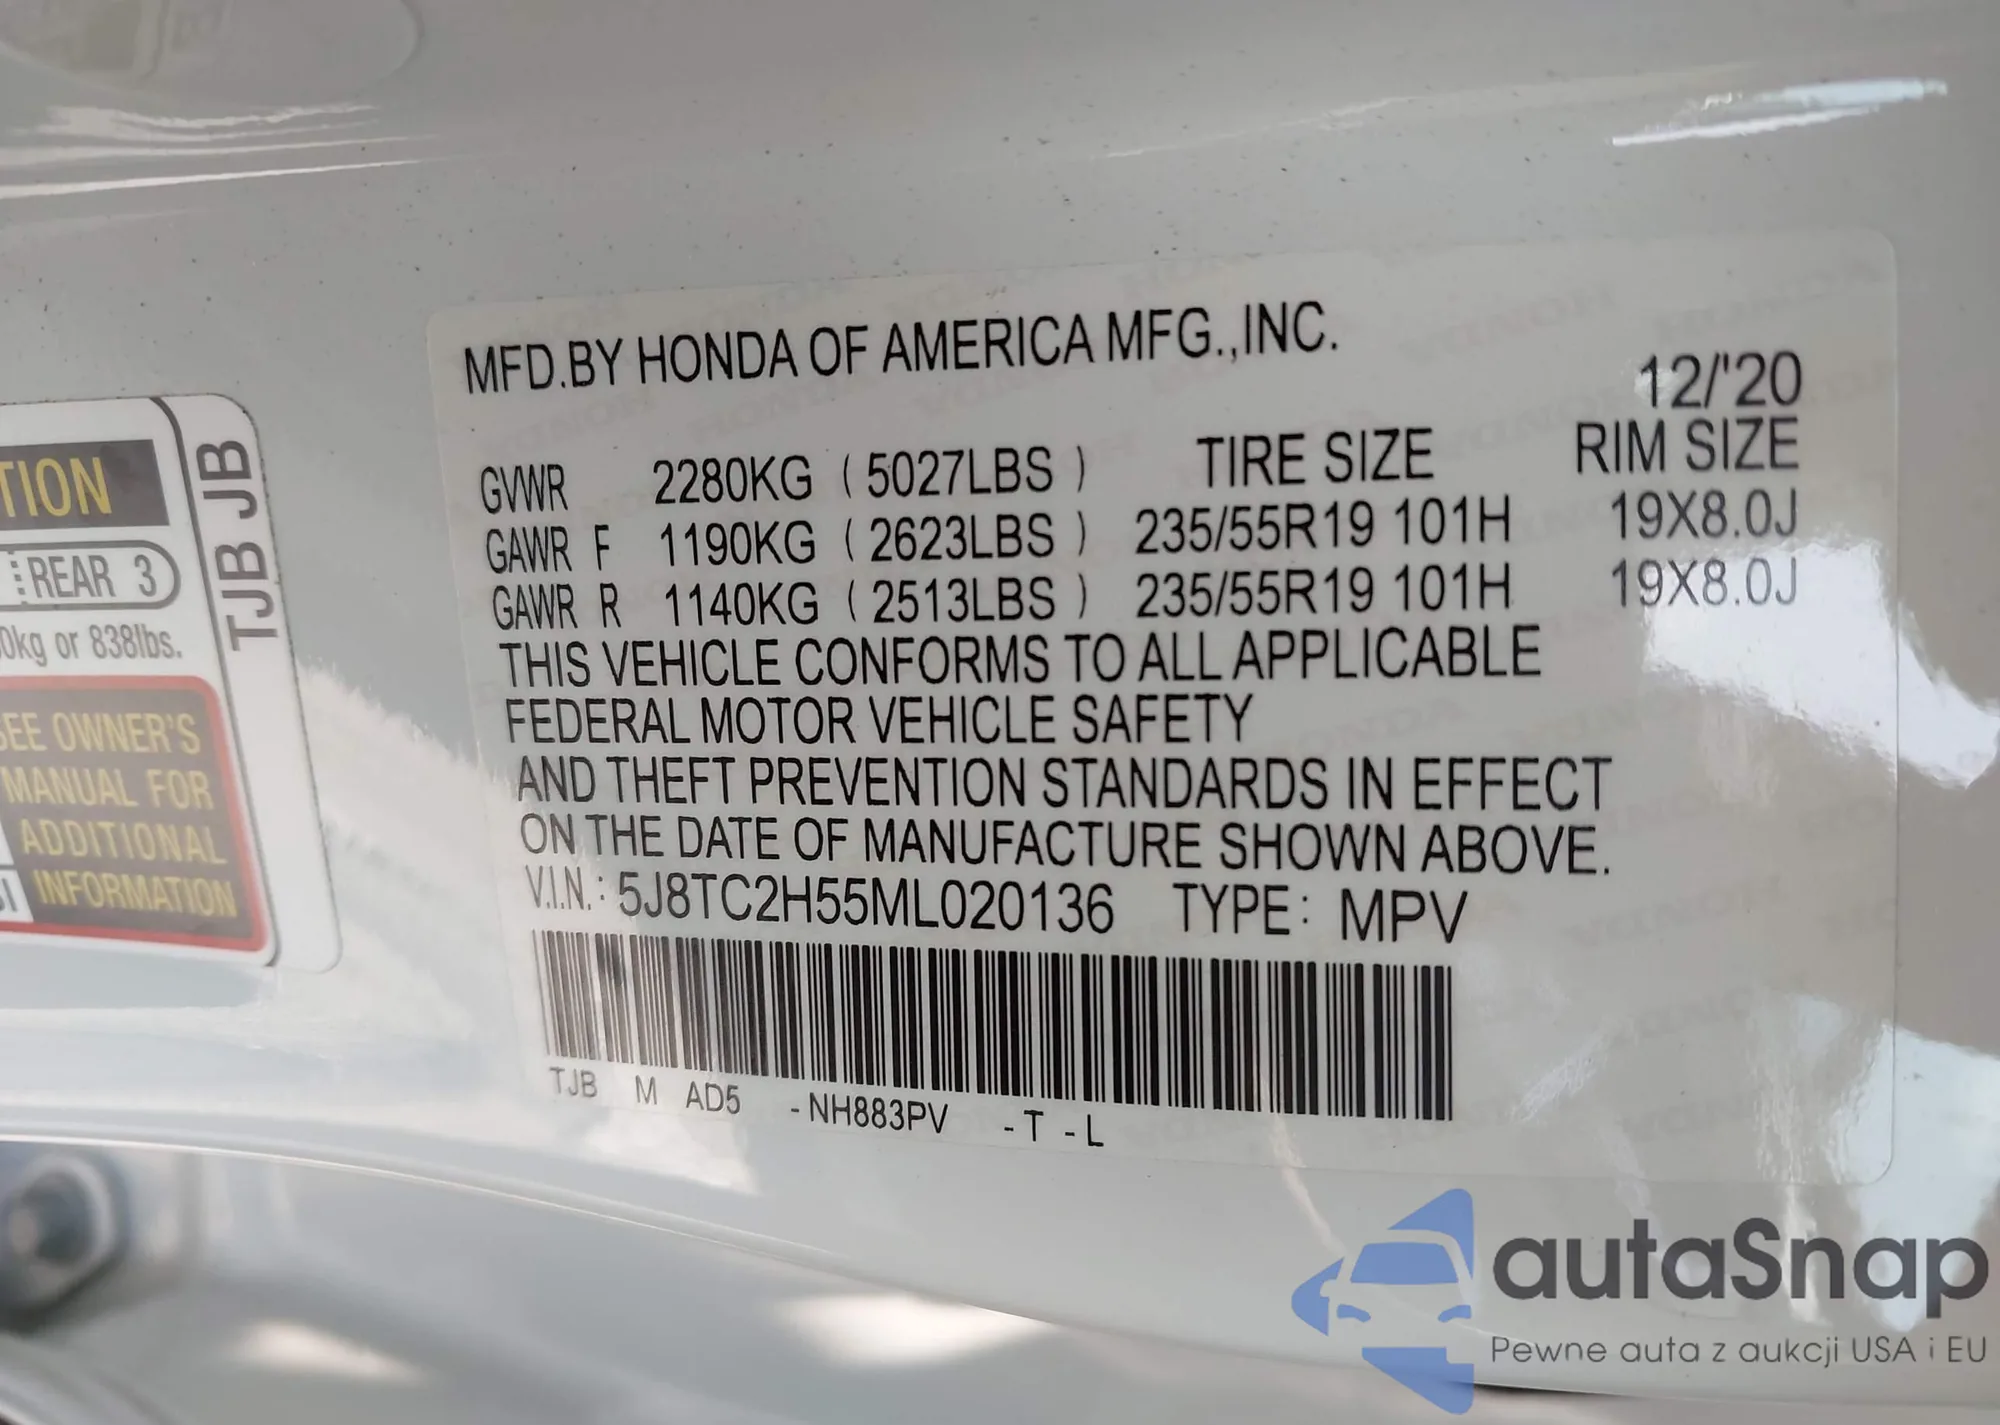 MFD.BY HONDA OF AMERICA MFG.,INC.
12/'20
GVWR 2280KG ( 5027LBS ) TIRE SIZE RIM SIZE
GAWR F 1190KG ( 2623LBS ) 235/55R19 101H 19X8.0J
GAWR R 1140KG ( 2513LBS ) 235/55R19 101H 19X8.0J
THIS VEHICLE CONFORMS TO ALL APPLICABLE
FEDERAL MOTOR VEHICLE SAFETY
AND THEFT PREVENTION STANDARDS IN EFFECT
ON THE DATE OF MANUFACTURE SHOWN ABOVE.
V.I.N.: 5J8TC2H55ML020136 TYPE: MPV
TJB M AD5 -NH883PV -T -L
TION
REAR 3
0kg or 838lbs.
SEE OWNER'S
MANUAL FOR
ADDITIONAL
INFORMATION
TJB JB
autaSnap
Pewne auta z aukcji USA i EU